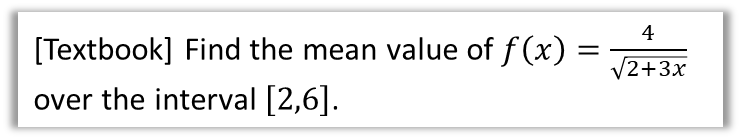 [Textbook] Find the mean value of f(x) = 4/√(2+3x)
over the interval [2,6].